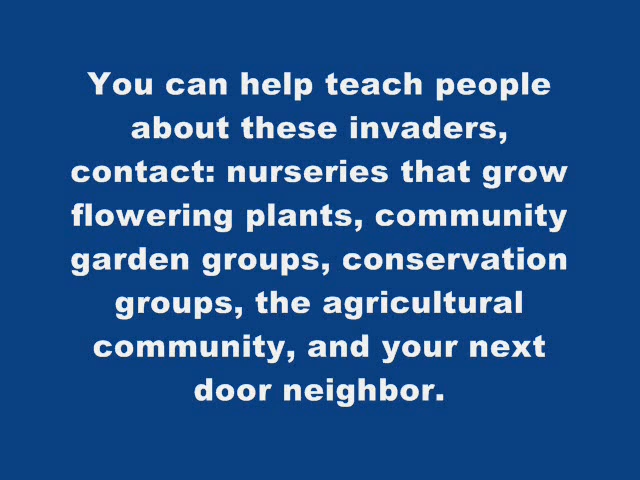 You can help teach people
about these invaders,
contact: nurseries that grow
flowering plants, community
garden groups, conservation
groups, the agricultural
community, and your next
door neighbor.